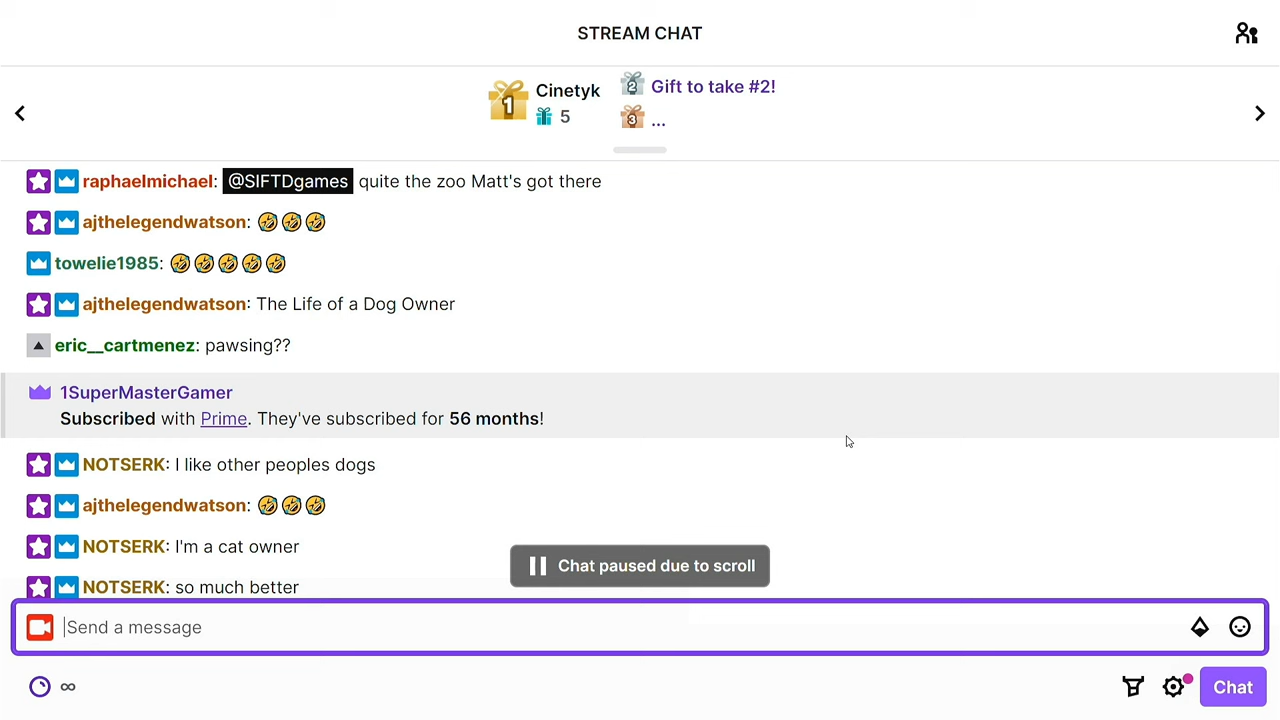 STREAM CHAT
1 Cinetyk
5
2 Gift to take #2!
3 ...
raphaelmichael: @SIFTDgames quite the zoo Matt's got there
ajthelegendwatson: 🤣🤣🤣
towelie1985: 🤣🤣🤣🤣🤣
ajthelegendwatson: The Life of a Dog Owner
eric__cartmenez: pawsing??
1SuperMasterGamer
Subscribed with Prime. They've subscribed for 56 months!
NOTSERK: I like other peoples dogs
ajthelegendwatson: 🤣🤣🤣
NOTSERK: I'm a cat owner
Chat paused due to scroll
NOTSERK: so much better
Send a message
∞
Chat